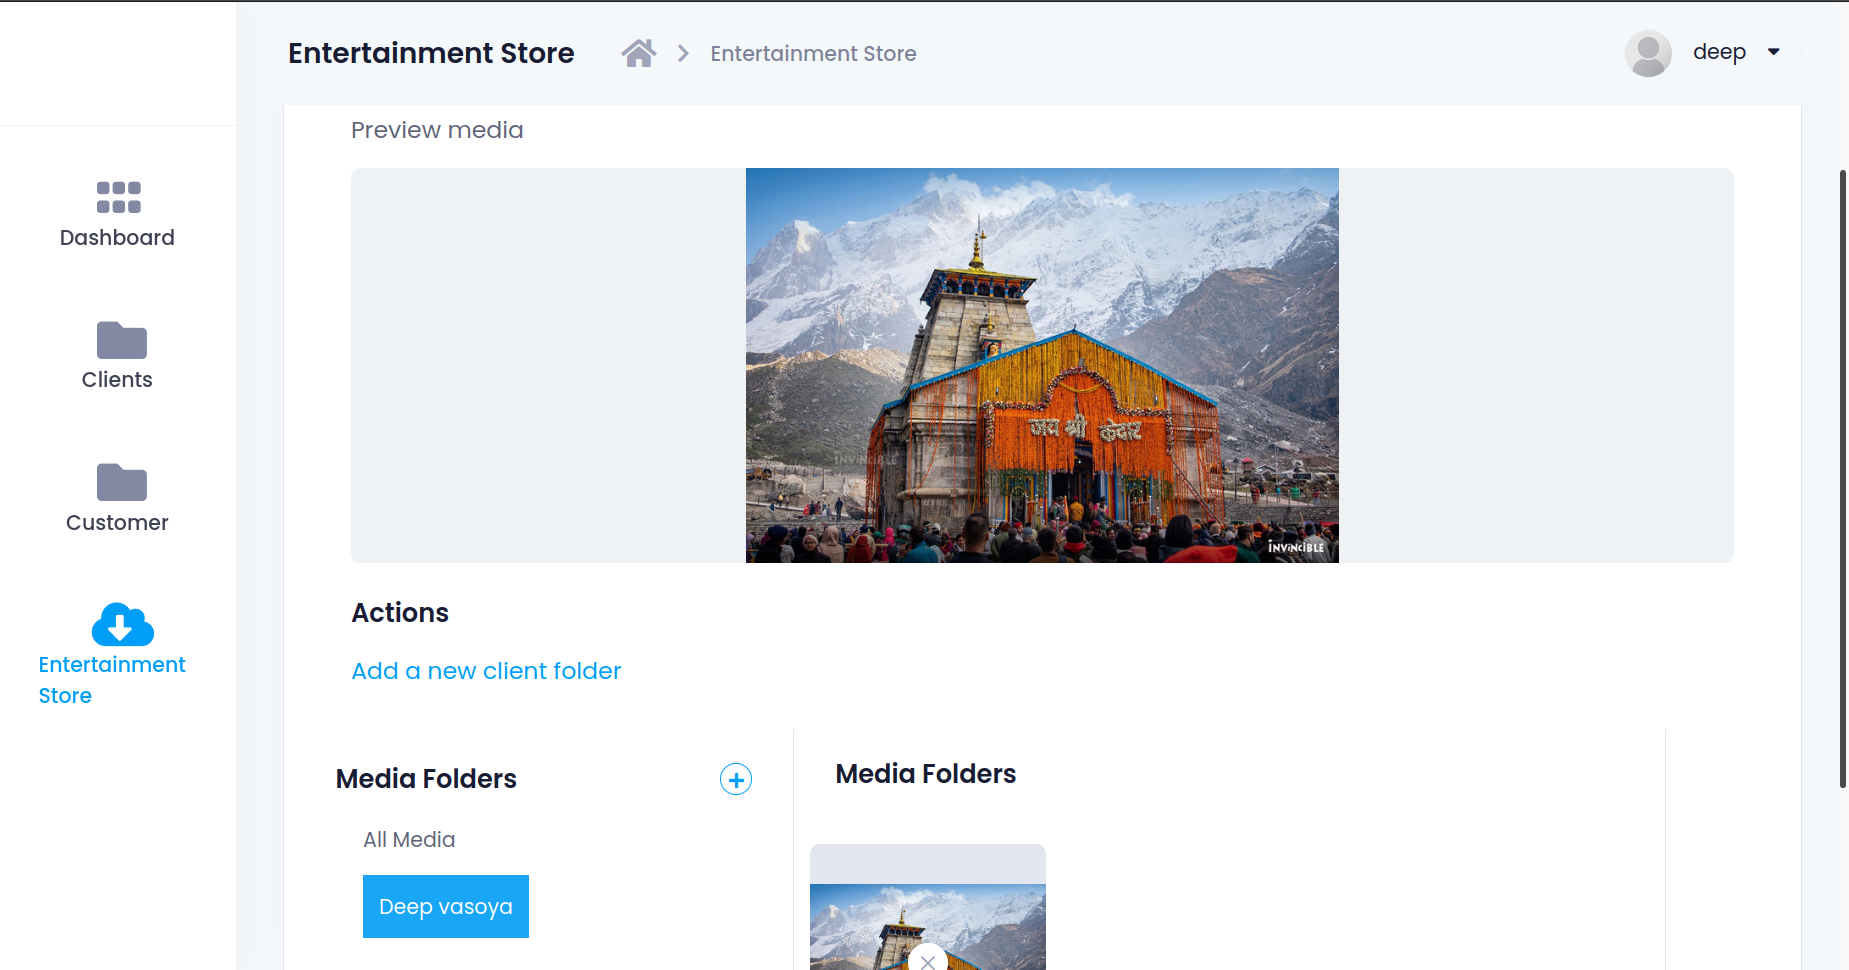 Entertainment Store
Entertainment Store
deep
Dashboard
Clients
Customer
Entertainment
Store
Preview media
जय श्री केदार
INVINCIBLE
INVINCIBLE
Actions
Add a new client folder
Media Folders
All Media
Deep vasoya
Media Folders